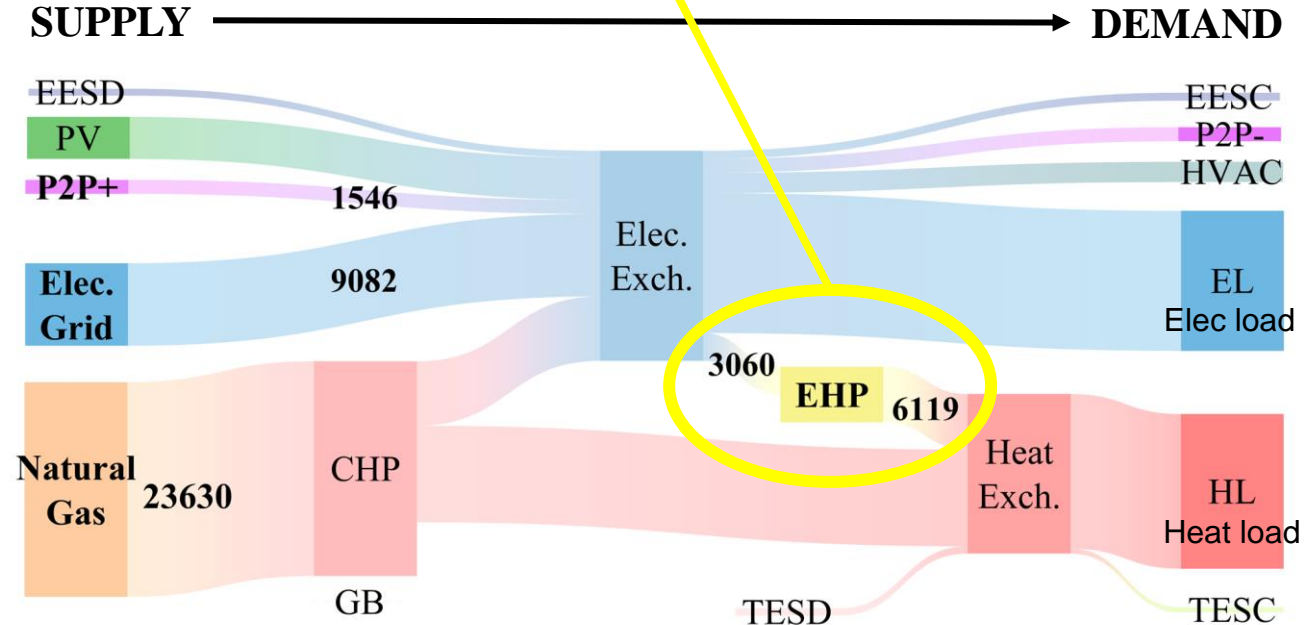 SUPPLY
DEMAND
EESD
PV
P2P+
1546
Elec.
Grid
9082
Natural
Gas
23630
CHP
GB
Elec.
Exch.
3060
EHP
6119
Heat
Exch.
TESD
EESC
P2P-
HVAC
EL
Elec load
HL
Heat load
TESC